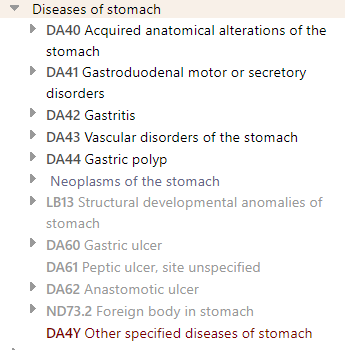 Diseases of stomach
DA40 Acquired anatomical alterations of the
stomach
DA41 Gastroduodenal motor or secretory
disorders
DA42 Gastritis
DA43 Vascular disorders of the stomach
DA44 Gastric polyp
Neoplasms of the stomach
LB13 Structural developmental anomalies of
stomach
DA60 Gastric ulcer
DA61 Peptic ulcer, site unspecified
DA62 Anastomotic ulcer
ND73.2 Foreign body in stomach
DA4Y Other specified diseases of stomach